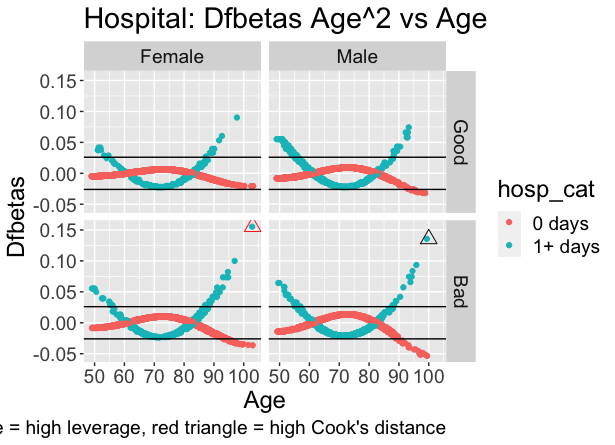 Hospital: Dfbetas Age^2 vs Age
Female Male
0.15
0.10
0.05
0.00
-0.05
Good
0.15
0.10
0.05
0.00
-0.05
Bad
Dfbetas
50 60 70 80 90 100 50 60 70 80 90 100
Age
hosp_cat
0 days
1+ days
= high leverage, red triangle = high Cook's distance